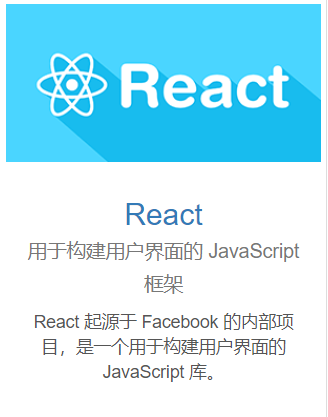 React
React
用于构建用户界面的 JavaScript
框架
React 起源于 Facebook 的内部项
目，是一个用于构建用户界面的
JavaScript 库。